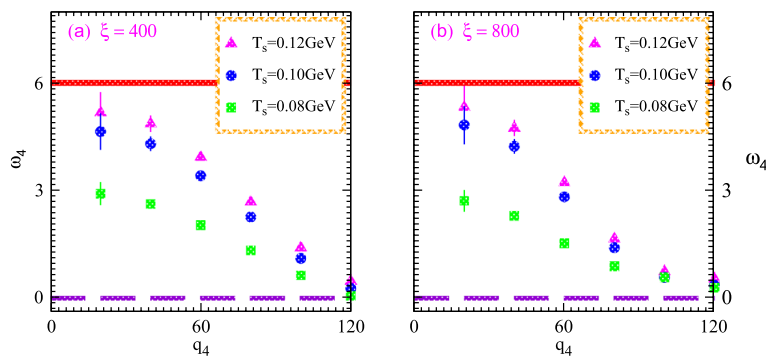 (a) ξ = 400
T_s=0.12GeV
T_s=0.10GeV
T_s=0.08GeV
6
3
0
ω_4
0
60
120
q_4
(b) ξ = 800
T_s=0.12GeV
T_s=0.10GeV
T_s=0.08GeV
6
3
0
ω_4
0
60
120
q_4